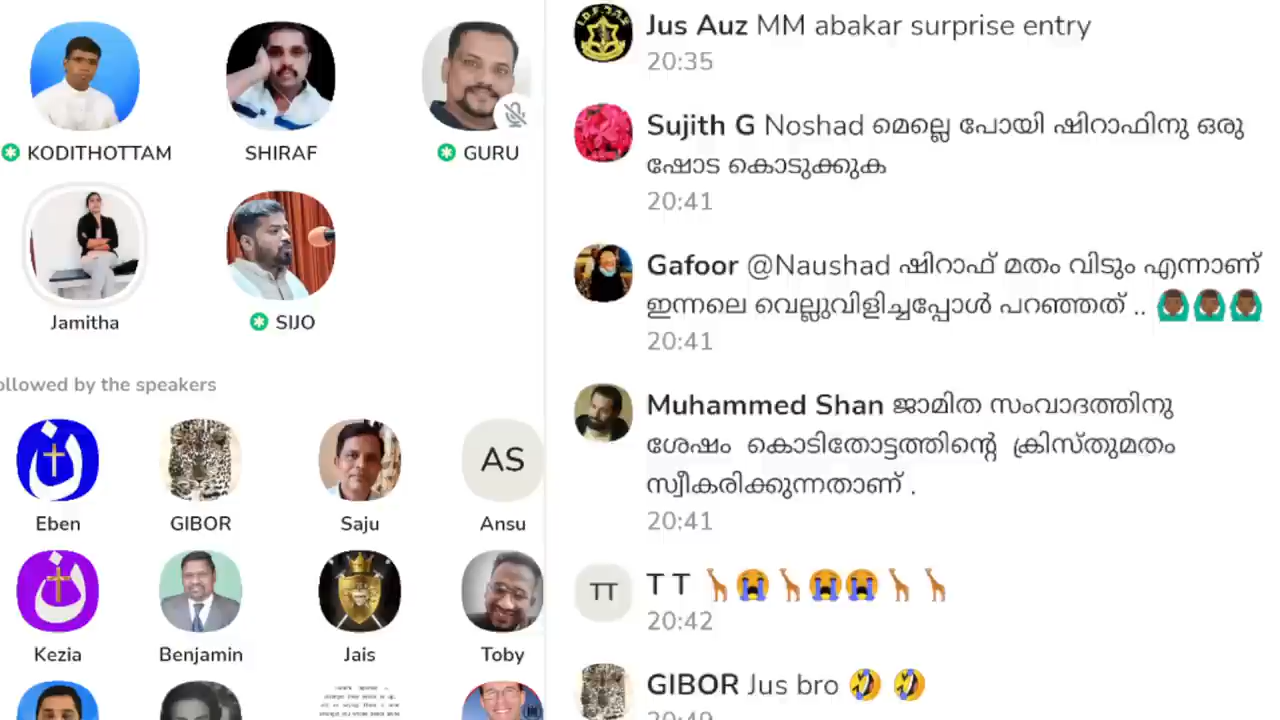 KODITHOTTAM
SHIRAF
GURU
Jamitha
SIJO
ollowed by the speakers
Eben
GIBOR
Saju
AS
Ansu
Kezia
Benjamin
Jais
Toby
Jus Auz MM abakar surprise entry
20:35
Sujith G Noshad മെല്ലെ പോയി ഷിറാഫിനു ഒരു
ഷോട കൊടുക്കുക
20:41
Gafoor @Naushad ഷിറാഫ് മതം വിടും എന്നാണ്
ഇന്നലെ വെല്ലുവിളിച്ചപ്പോൾ പറഞ്ഞത് .. 🙆🏾‍♂️🙆🏾‍♂️🙆🏾‍♂️
20:41
Muhammed Shan ജാമിത സംവാദത്തിനു
ശേഷം കൊടിതോട്ടത്തിന്റെ ക്രിസ്തുമതം
സ്വീകരിക്കുന്നതാണ് .
20:41
TT
T T 🦒😭🦒😭😭🦒🦒
20:42
GIBOR Jus bro 🤣 🤣